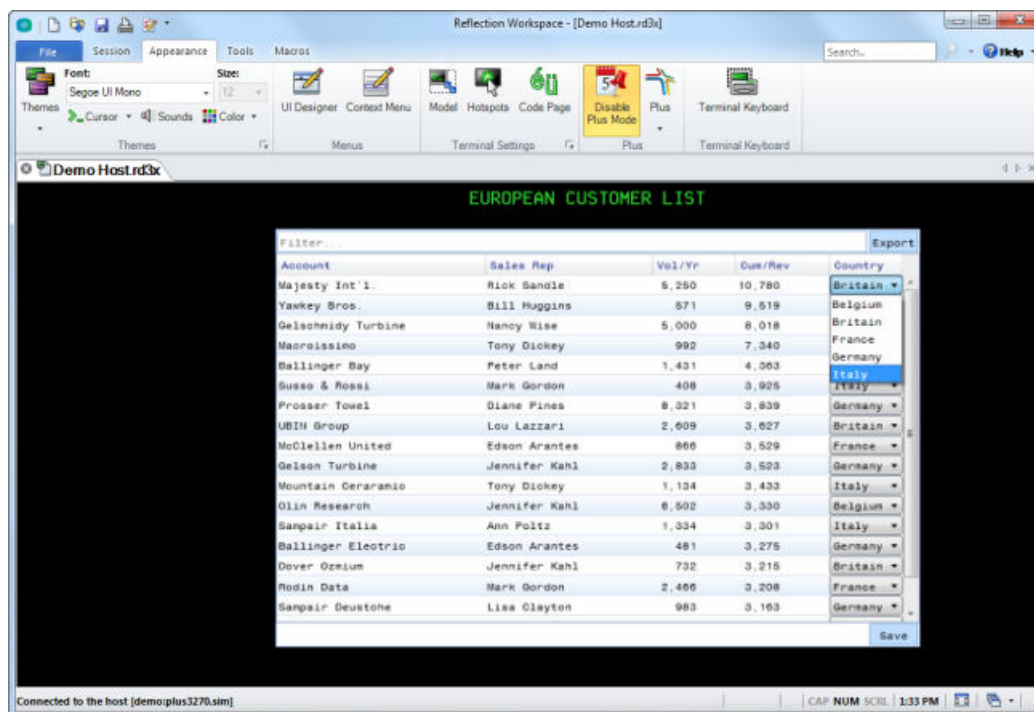 Reflection Workspace - [Demo Host.rd3x]
File Session Appearance Tools Macros Search... Help
Font: Size:
Themes Segoe UI Mono 12 UI Designer Context Menu Model Hotspots Code Page Disable Plus Mode Plus Terminal Keyboard
Cursor Sounds Color
Themes Menus Terminal Settings Plus Terminal Keyboard
Demo Host.rd3x
EUROPEAN CUSTOMER LIST
Filter... Export
Account Sales Rep Vol/Yr Cum/Rev Country
Majesty Int'l. Rick Sandle 5,250 10,780 Britain
Yawkey Bros. Bill Huggins 571 9,519 Belgium
Gelschmidy Turbine Nancy Wise 5,000 8,018 Britain
Macroissimo Tony Dickey 992 7,340 France
Germany
Ballinger Bay Peter Land 1,431 4,363 Italy
Susso & Rossi Mark Gordon 408 3,925 Italy
Prosser Towel Diane Pines 8,321 3,839 Germany
UBIN Group Lou Lazzari 2,609 3,627 Britain
McClellen United Edson Arantes 866 3,529 France
Gelson Turbine Jennifer Kahl 2,833 3,523 Germany
Mountain Ceraramic Tony Dickey 1,134 3,433 Italy
Olin Research Jennifer Kahl 6,502 3,330 Belgium
Sampair Italia Ann Poltz 1,334 3,301 Italy
Ballinger Electric Edson Arantes 481 3,275 Germany
Dover Ozmium Jennifer Kahl 732 3,215 Britain
Rodin Data Mark Gordon 2,466 3,208 France
Sampair Deustche Lisa Clayton 983 3,163 Germany
Save
Connected to the host [demo:plus3270.sim] CAP NUM SCRL 1:33 PM